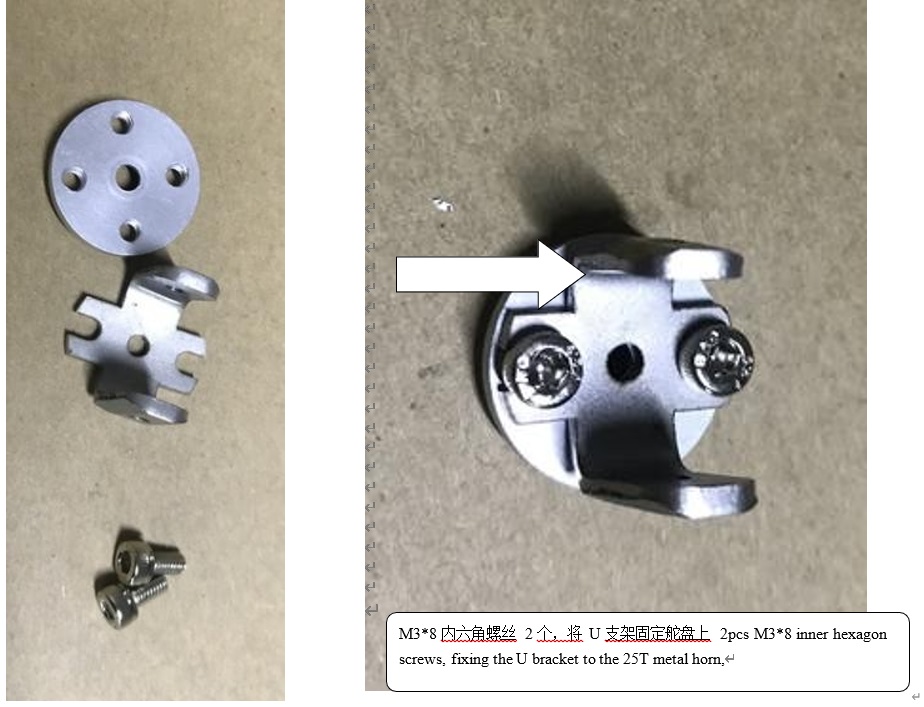 M3*8 内六角螺丝 2 个，将 U 支架固定舵盘上 2pcs M3*8 inner hexagon
screws, fixing the U bracket to the 25T metal horn,